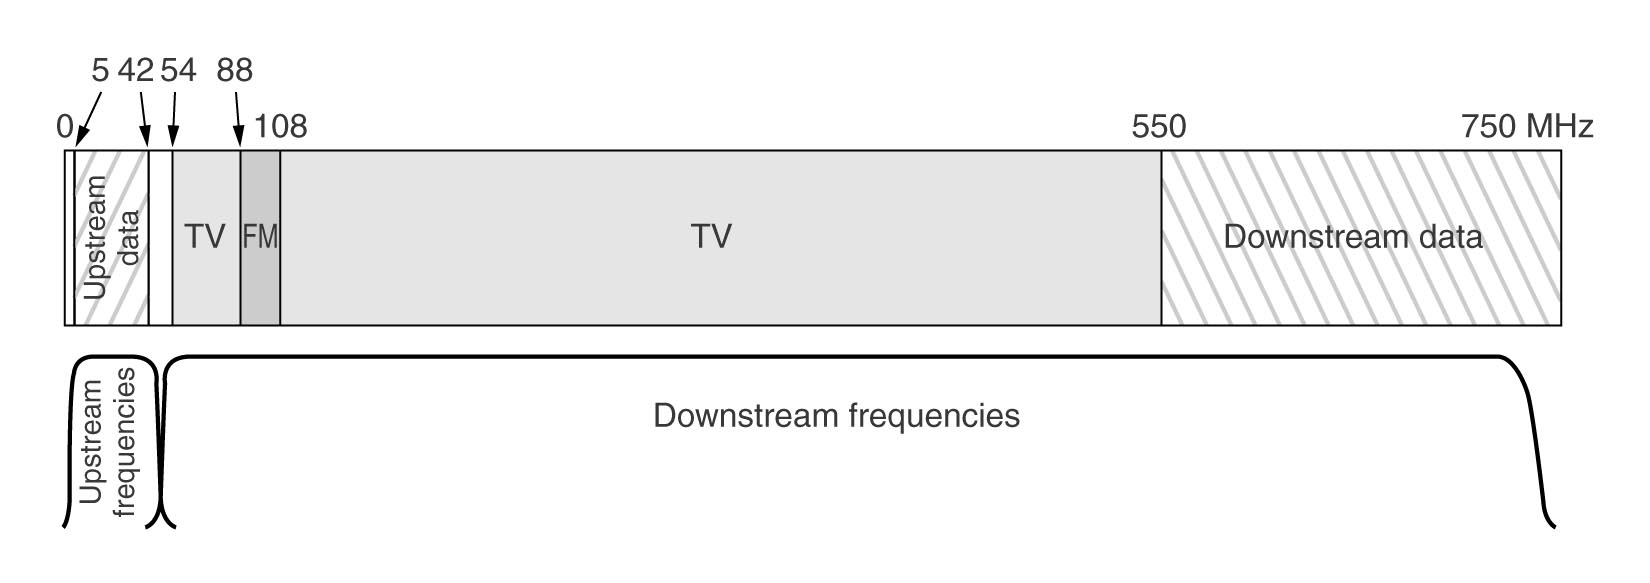 5 42 54 88
0 108 550 750 MHz
Upstream
data
TV
FM
TV
Downstream data
Upstream
frequencies
Downstream frequencies